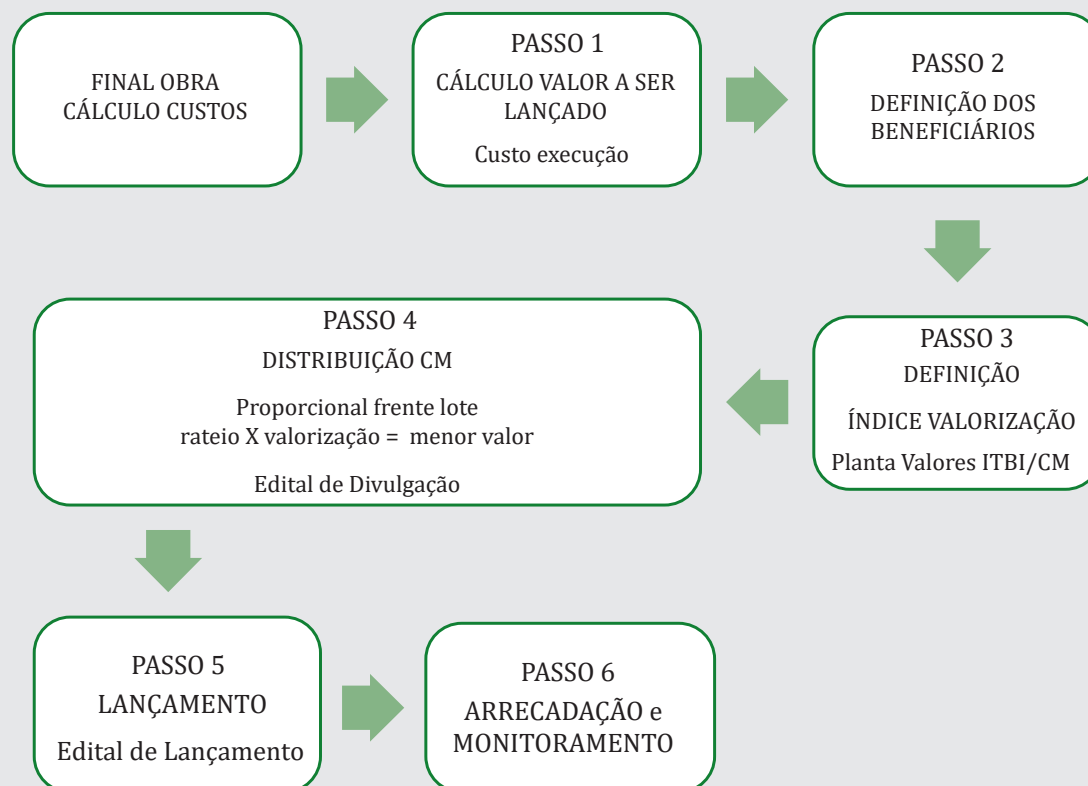 FINAL OBRA
CÁLCULO CUSTOS
PASSO 1
CÁLCULO VALOR A SER
LANÇADO
Custo execução
PASSO 2
DEFINIÇÃO DOS
BENEFICIÁRIOS
PASSO 3
DEFINIÇÃO
ÍNDICE VALORIZAÇÃO
Planta Valores ITBI/CM
PASSO 4
DISTRIBUIÇÃO CM
Proporcional frente lote
rateio X valorização = menor valor
Edital de Divulgação
PASSO 5
LANÇAMENTO
Edital de Lançamento
PASSO 6
ARRECADAÇÃO e
MONITORAMENTO